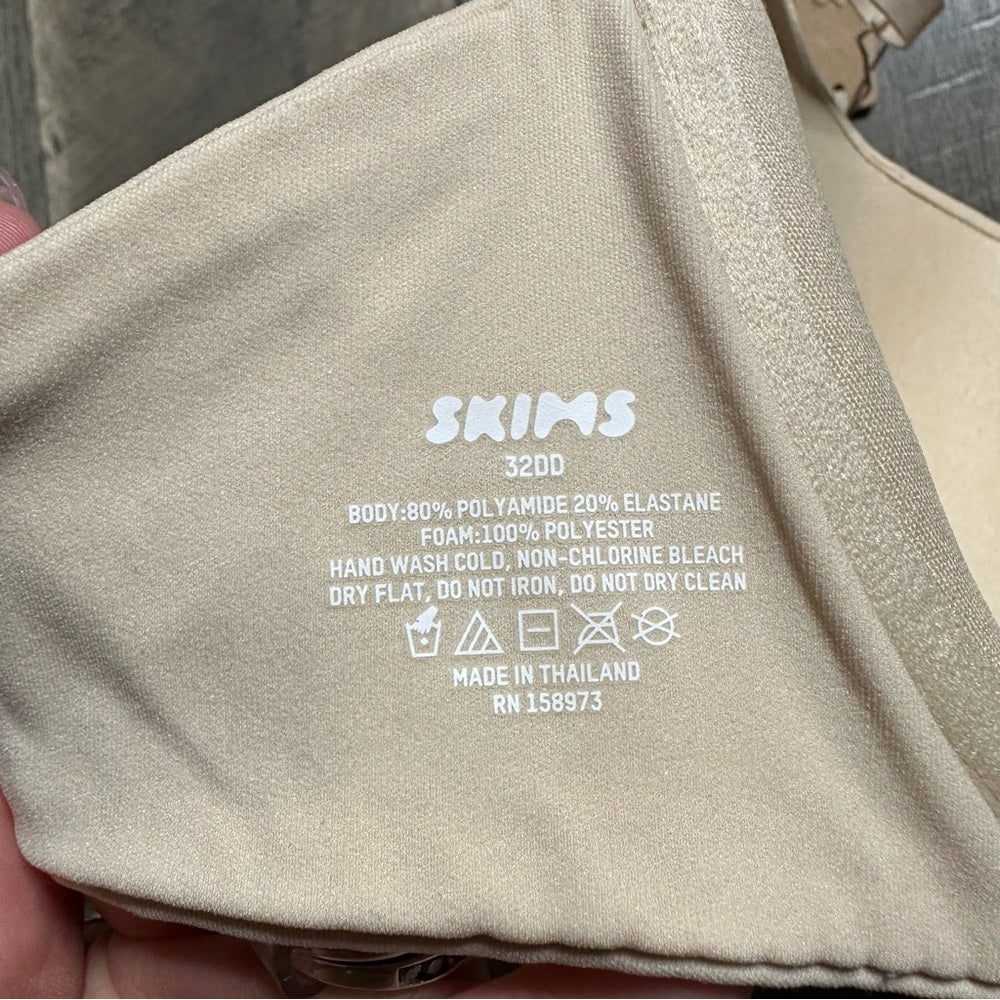 SKIMS
32DD
BODY:80% POLYAMIDE 20% ELASTANE
FOAM:100% POLYESTER
HAND WASH COLD, NON-CHLORINE BLEACH
DRY FLAT, DO NOT IRON, DO NOT DRY CLEAN
MADE IN THAILAND
RN 158973